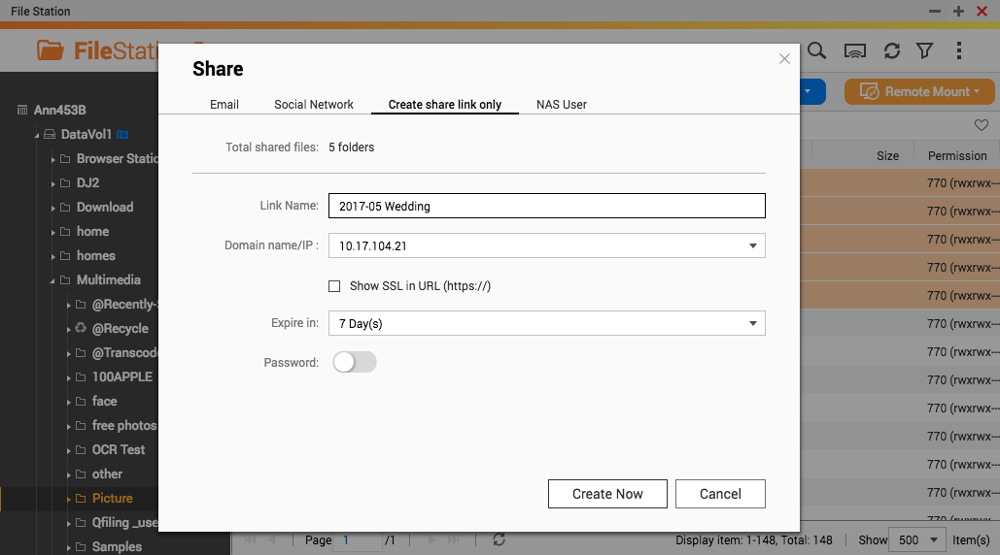 File Station
FileStati
Share
Email Social Network Create share link only NAS User
Remote Mount
Total shared files: 5 folders
Link Name: 2017-05 Wedding
Domain name/IP : 10.17.104.21
Show SSL in URL (https://)
Expire in: 7 Day(s)
Password:
Create Now Cancel
Ann453B
DataVol1
Browser Static
DJ2
Download
home
homes
Multimedia
@Recently-
@Recycle
@Transcod
100APPLE
face
free photos
OCR Test
other
Picture
Qfiling _use
Samples
Size Permission
770 (rwxrwx---
770 (rwxrwx---
770 (rwxrwx---
770 (rwxrwx---
770 (rwxrwx---
770 (rwxrwx---
770 (rwxrwx---
770 (rwxrwx---
770 (rwxrwx---
770 (rwxrwx---
770 (rwxrwx---
770 (rwxrwx---
Page 1 /1 Display item: 1-148, Total: 148 Show 500 Item(s)